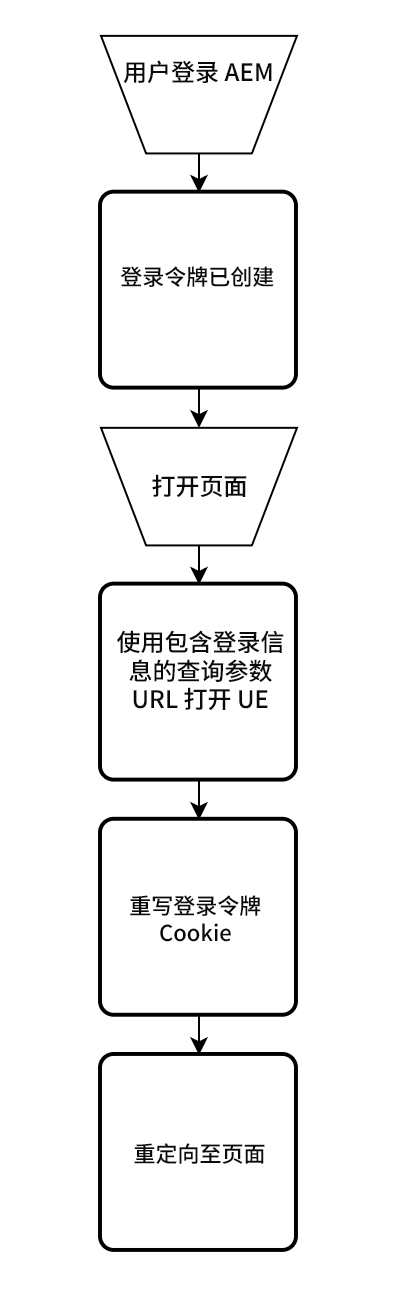 用户登录 AEM
登录令牌已创建
打开页面
使用包含登录信
息的查询参数
URL 打开 UE
重写登录令牌
Cookie
重定向至页面